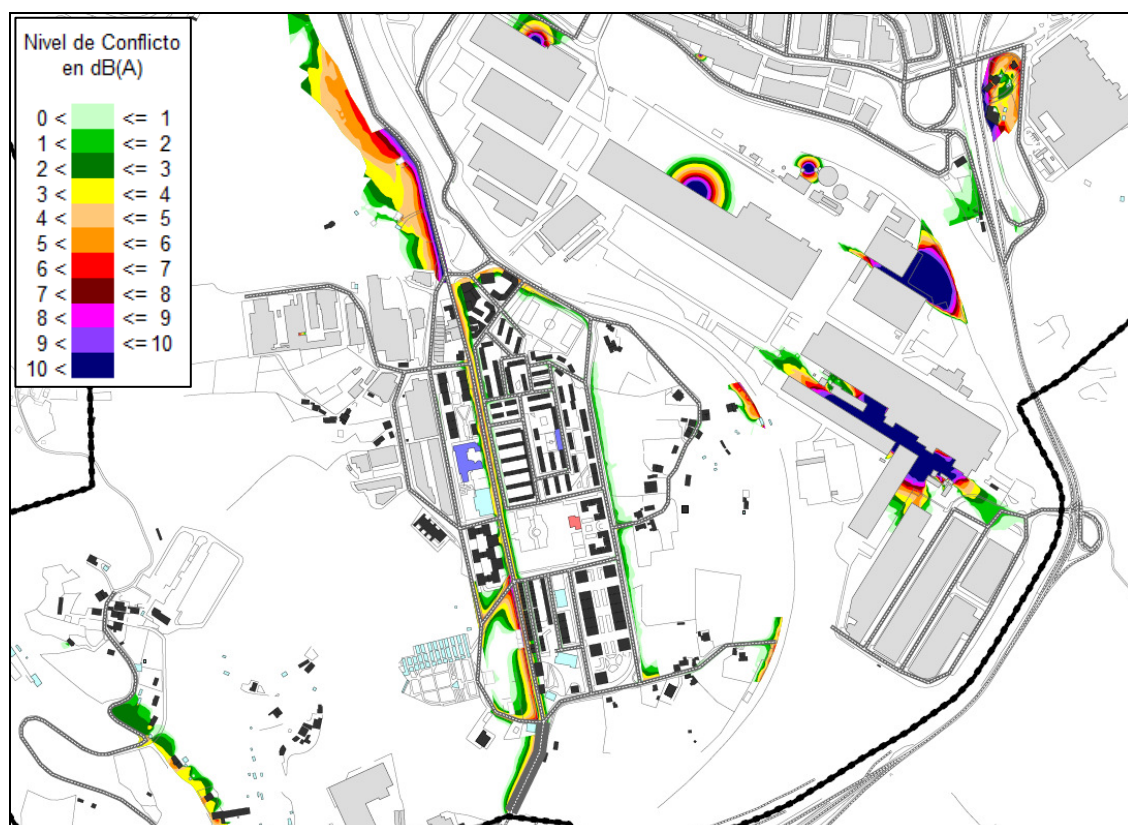 Nivel de Conflicto
en dB(A)
0 < <= 1
1 < <= 2
2 < <= 3
3 < <= 4
4 < <= 5
5 < <= 6
6 < <= 7
7 < <= 8
8 < <= 9
9 < <= 10
10 <